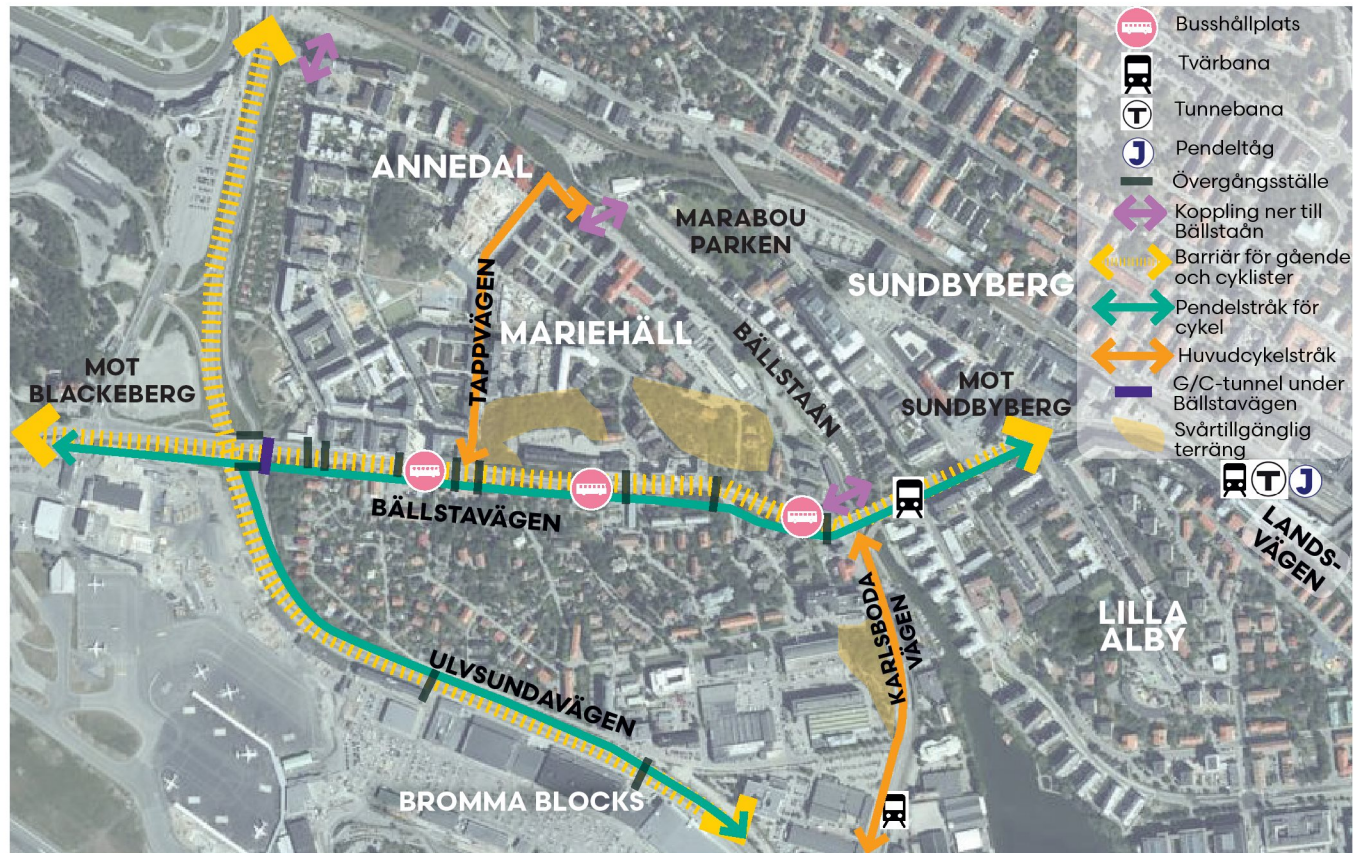 Busshållplats
Tvärbana
T
Tunnebana
J
Pendeltåg
Övergångsställe
Koppling ner till
Bällstaån
Barriär för gående
och cyklister
Pendelstråk för
cykel
Huvudcykelstråk
G/C-tunnel under
Bällstavägen
Svårtillgänglig
terräng
T
J
LANDS-
VÄGEN
ANNEDAL
MARABOU
PARKEN
SUNDBYBERG
TAPPVÄGEN
MARIEHÄLL
BÄLLSTAÅN
MOT
BLACKEBERG
MOT
SUNDBYBERG
BÄLLSTAVÄGEN
KARLSBODA
VÄGEN
LILLA
ALBY
ULVSUNDAVÄGEN
BROMMA BLOCKS